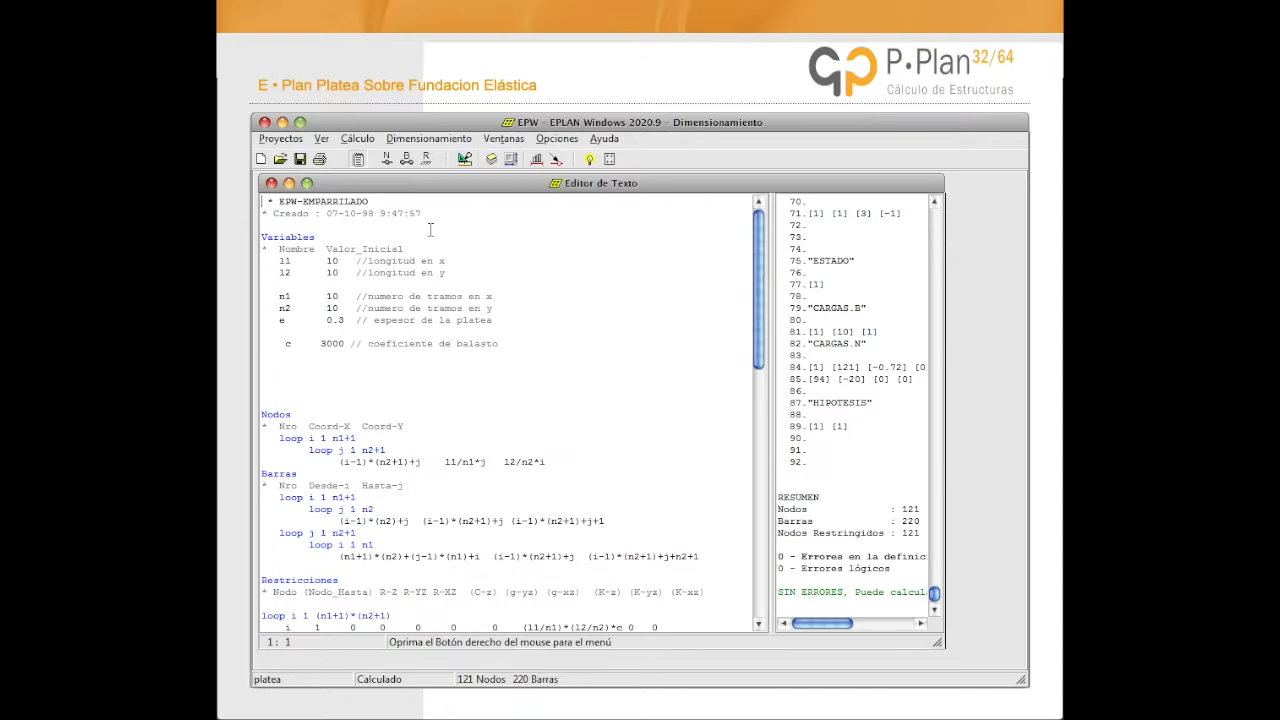 P•Plan 32/64
Cálculo de Estructuras
E • Plan Platea Sobre Fundacion Elástica
EPW - EPLAN Windows 2020.9 - Dimensionamiento
Proyectos Ver Cálculo Dimensionamiento Ventanas Opciones Ayuda
N B R
Editor de Texto
* EPW-EMPARRILADO
* Creado : 07-10-98 9:47:57
Variables
* Nombre Valor_Inicial
l1 10 //longitud en x
l2 10 //longitud en y
n1 10 //numero de tramos en x
n2 10 //numero de tramos en y
e 0.3 // espesor de la platea
c 3000 // coeficiente de balasto
Nodos
* Nro Coord-X Coord-Y
loop i 1 n1+1
loop j 1 n2+1
(i-1)*(n2+1)+j l1/n1*j l2/n2*i
Barras
* Nro Desde-i Hasta-j
loop i 1 n1+1
loop j 1 n2
(i-1)*(n2)+j (i-1)*(n2+1)+j (i-1)*(n2+1)+j+1
loop j 1 n2+1
loop i 1 n1
(n1+1)*(n2)+(j-1)*(n1)+i (i-1)*(n2+1)+j (i-1)*(n2+1)+j+n2+1
Restricciones
* Nodo (Nodo_Hasta) R-Z R-YZ R-XZ (C-z) (g-yz) (g-xz) (K-z) (K-yz) (K-xz)
loop i 1 (n1+1)*(n2+1)
i 1 0 0 0 0 0 (l1/n1)*(l2/n2)*c 0 0
70.
71.[1] [1] [3] [-1]
72.
73.
74.
75."ESTADO"
76.
77.[1]
78.
79."CARGAS.B"
80.
81.[1] [10] [1]
82."CARGAS.N"
83.
84.[1] [121] [-0.72] [0
85.[94] [-20] [0] [0]
86.
87."HIPOTESIS"
88.
89.[1] [1]
90.
91.
92.
RESUMEN
Nodos : 121
Barras : 220
Nodos Restringidos : 121
0 - Errores en la definic
0 - Errores lógicos
SIN ERRORES, Puede calcul
1: 1 Oprima el Botón derecho del mouse para el menú
platea Calculado 121 Nodos 220 Barras